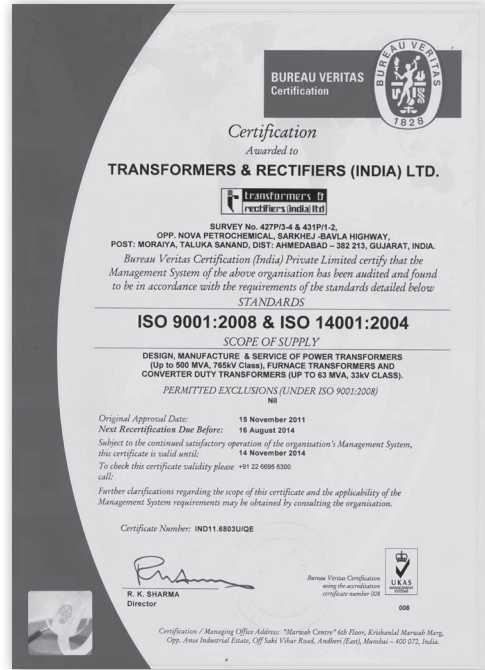 BUREAU VERITAS
Certification
BUREAU VERITAS
1828
Certification
Awarded to
TRANSFORMERS & RECTIFIERS (INDIA) LTD.
transformers &
rectifiers (india) ltd
SURVEY No. 427P/3-4 & 431P/1-2,
OPP. NOVA PETROCHEMICAL, SARKHEJ -BAVLA HIGHWAY,
POST: MORAIYA, TALUKA SANAND, DIST: AHMEDABAD – 382 213, GUJARAT, INDIA.
Bureau Veritas Certification (India) Private Limited certify that the
Management System of the above organisation has been audited and found
to be in accordance with the requirements of the standards detailed below
STANDARDS
ISO 9001:2008 & ISO 14001:2004
SCOPE OF SUPPLY
DESIGN, MANUFACTURE & SERVICE OF POWER TRANSFORMERS
(Up to 500 MVA, 765kV Class), FURNACE TRANSFORMERS AND
CONVERTER DUTY TRANSFORMERS (UP TO 63 MVA, 33kV CLASS).
PERMITTED EXCLUSIONS (UNDER ISO 9001:2008)
Nil
Original Approval Date: 15 November 2011
Next Recertification Due Before: 16 August 2014
Subject to the continued satisfactory operation of the organisation's Management System,
this certificate is valid until: 14 November 2014
To check this certificate validity please +91 22 6695 6300
call:
Further clarifications regarding the scope of this certificate and the applicability of the
Management System requirements may be obtained by consulting the organisation.
Certificate Number: IND11.6803U/QE
R. K. SHARMA
Director
Bureau Veritas Certification
using the accreditation
certificate number 008
UKAS
MANAGEMENT
SYSTEMS
008
Certification / Managing Office Address: "Marwah Centre" 6th Floor, Krishanlal Marwah Marg,
Opp. Ansa Industrial Estate, Off Saki Vihar Road, Andheri (East), Mumbai – 400 072, India.